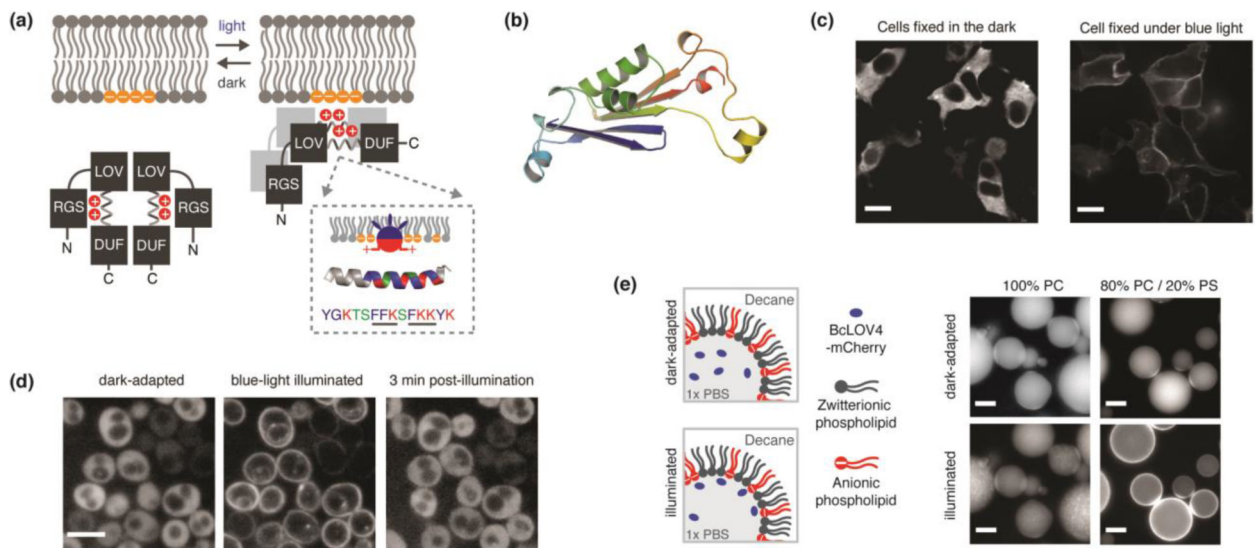 (a)
light
dark
LOV
DUF
C
RGS
N
LOV
LOV
RGS
RGS
N
DUF
DUF
N
C
C
YGKTSFFKSFKKYK
(b)
(c)
Cells fixed in the dark
Cell fixed under blue light
(d)
dark-adapted
blue-light illuminated
3 min post-illumination
(e)
dark-adapted
Decane
1x PBS
illuminated
Decane
1x PBS
BcLOV4
-mCherry
Zwitterionic
phospholipid
Anionic
phospholipid
100% PC
80% PC / 20% PS
dark-adapted
illuminated